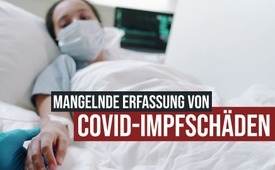 MANGELNDE ERFASSUNG VON
COVID-IMPFSCHÄDEN